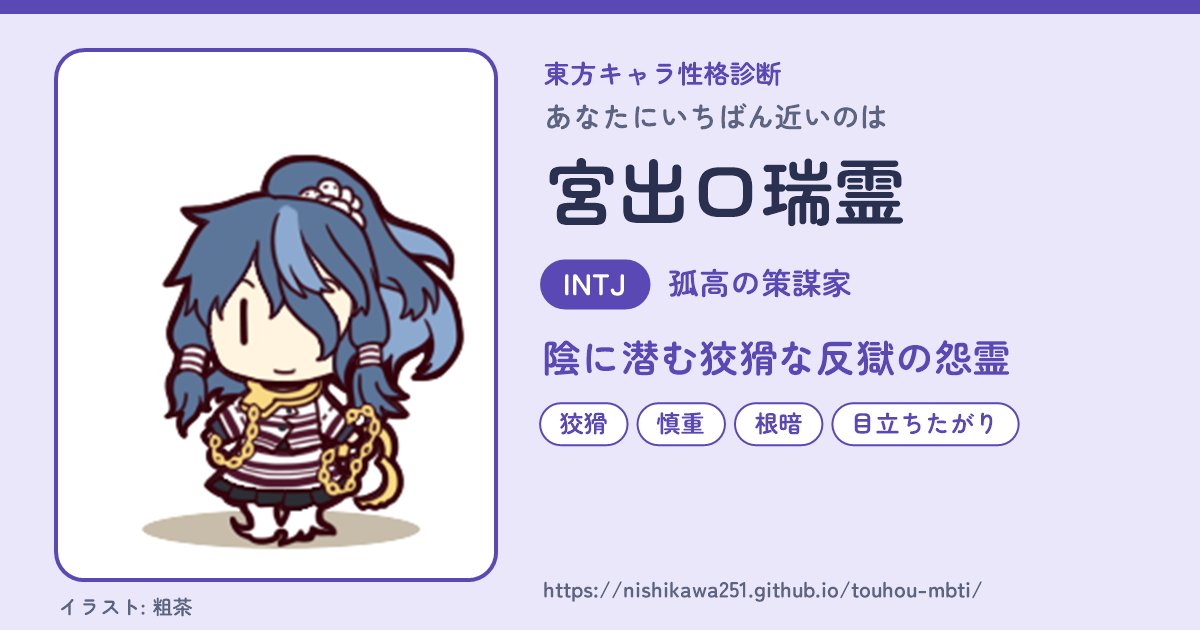 東方キャラ性格診断
あなたにいちばん近いのは
宮出口瑞霊
INTJ 孤高の策謀家
陰に潜む狡猾な反獄の怨霊
狡猾 慎重 根暗 目立ちたがり
https://nishikawa251.github.io/touhou-mbti/
イラスト: 粗茶